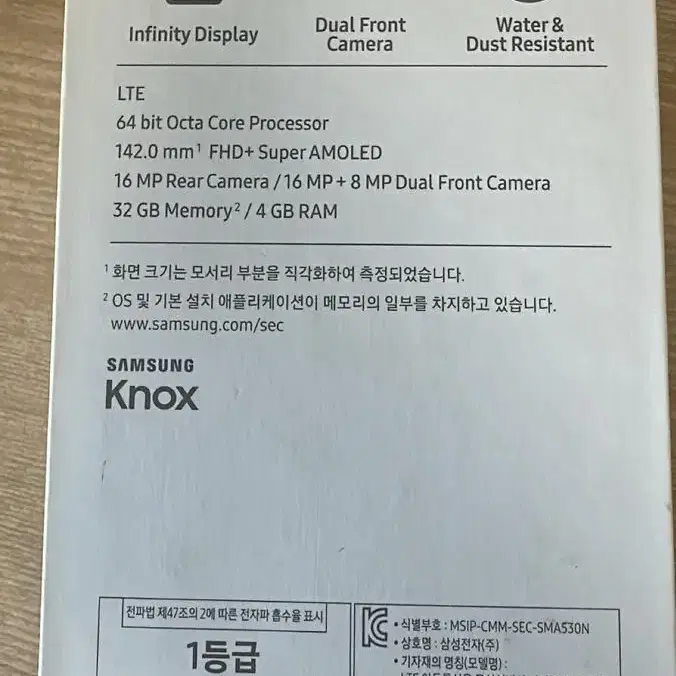 Infinity Display
Dual Front
Camera
Water &
Dust Resistant
LTE
64 bit Octa Core Processor
142.0 mm¹ FHD+ Super AMOLED
16 MP Rear Camera / 16 MP + 8 MP Dual Front Camera
32 GB Memory² / 4 GB RAM
¹ 화면 크기는 모서리 부분을 직각화하여 측정되었습니다.
² OS 및 기본 설치 애플리케이션이 메모리의 일부를 차지하고 있습니다.
www.samsung.com/sec
SAMSUNG
Knox
전파법 제47조의 2에 따른 전자파 흡수율 표시
1등급
• 식별부호 : MSIP-CMM-SEC-SMA530N
• 상호명 : 삼성전자(주)
• 기자재의 명칭(모델명) :